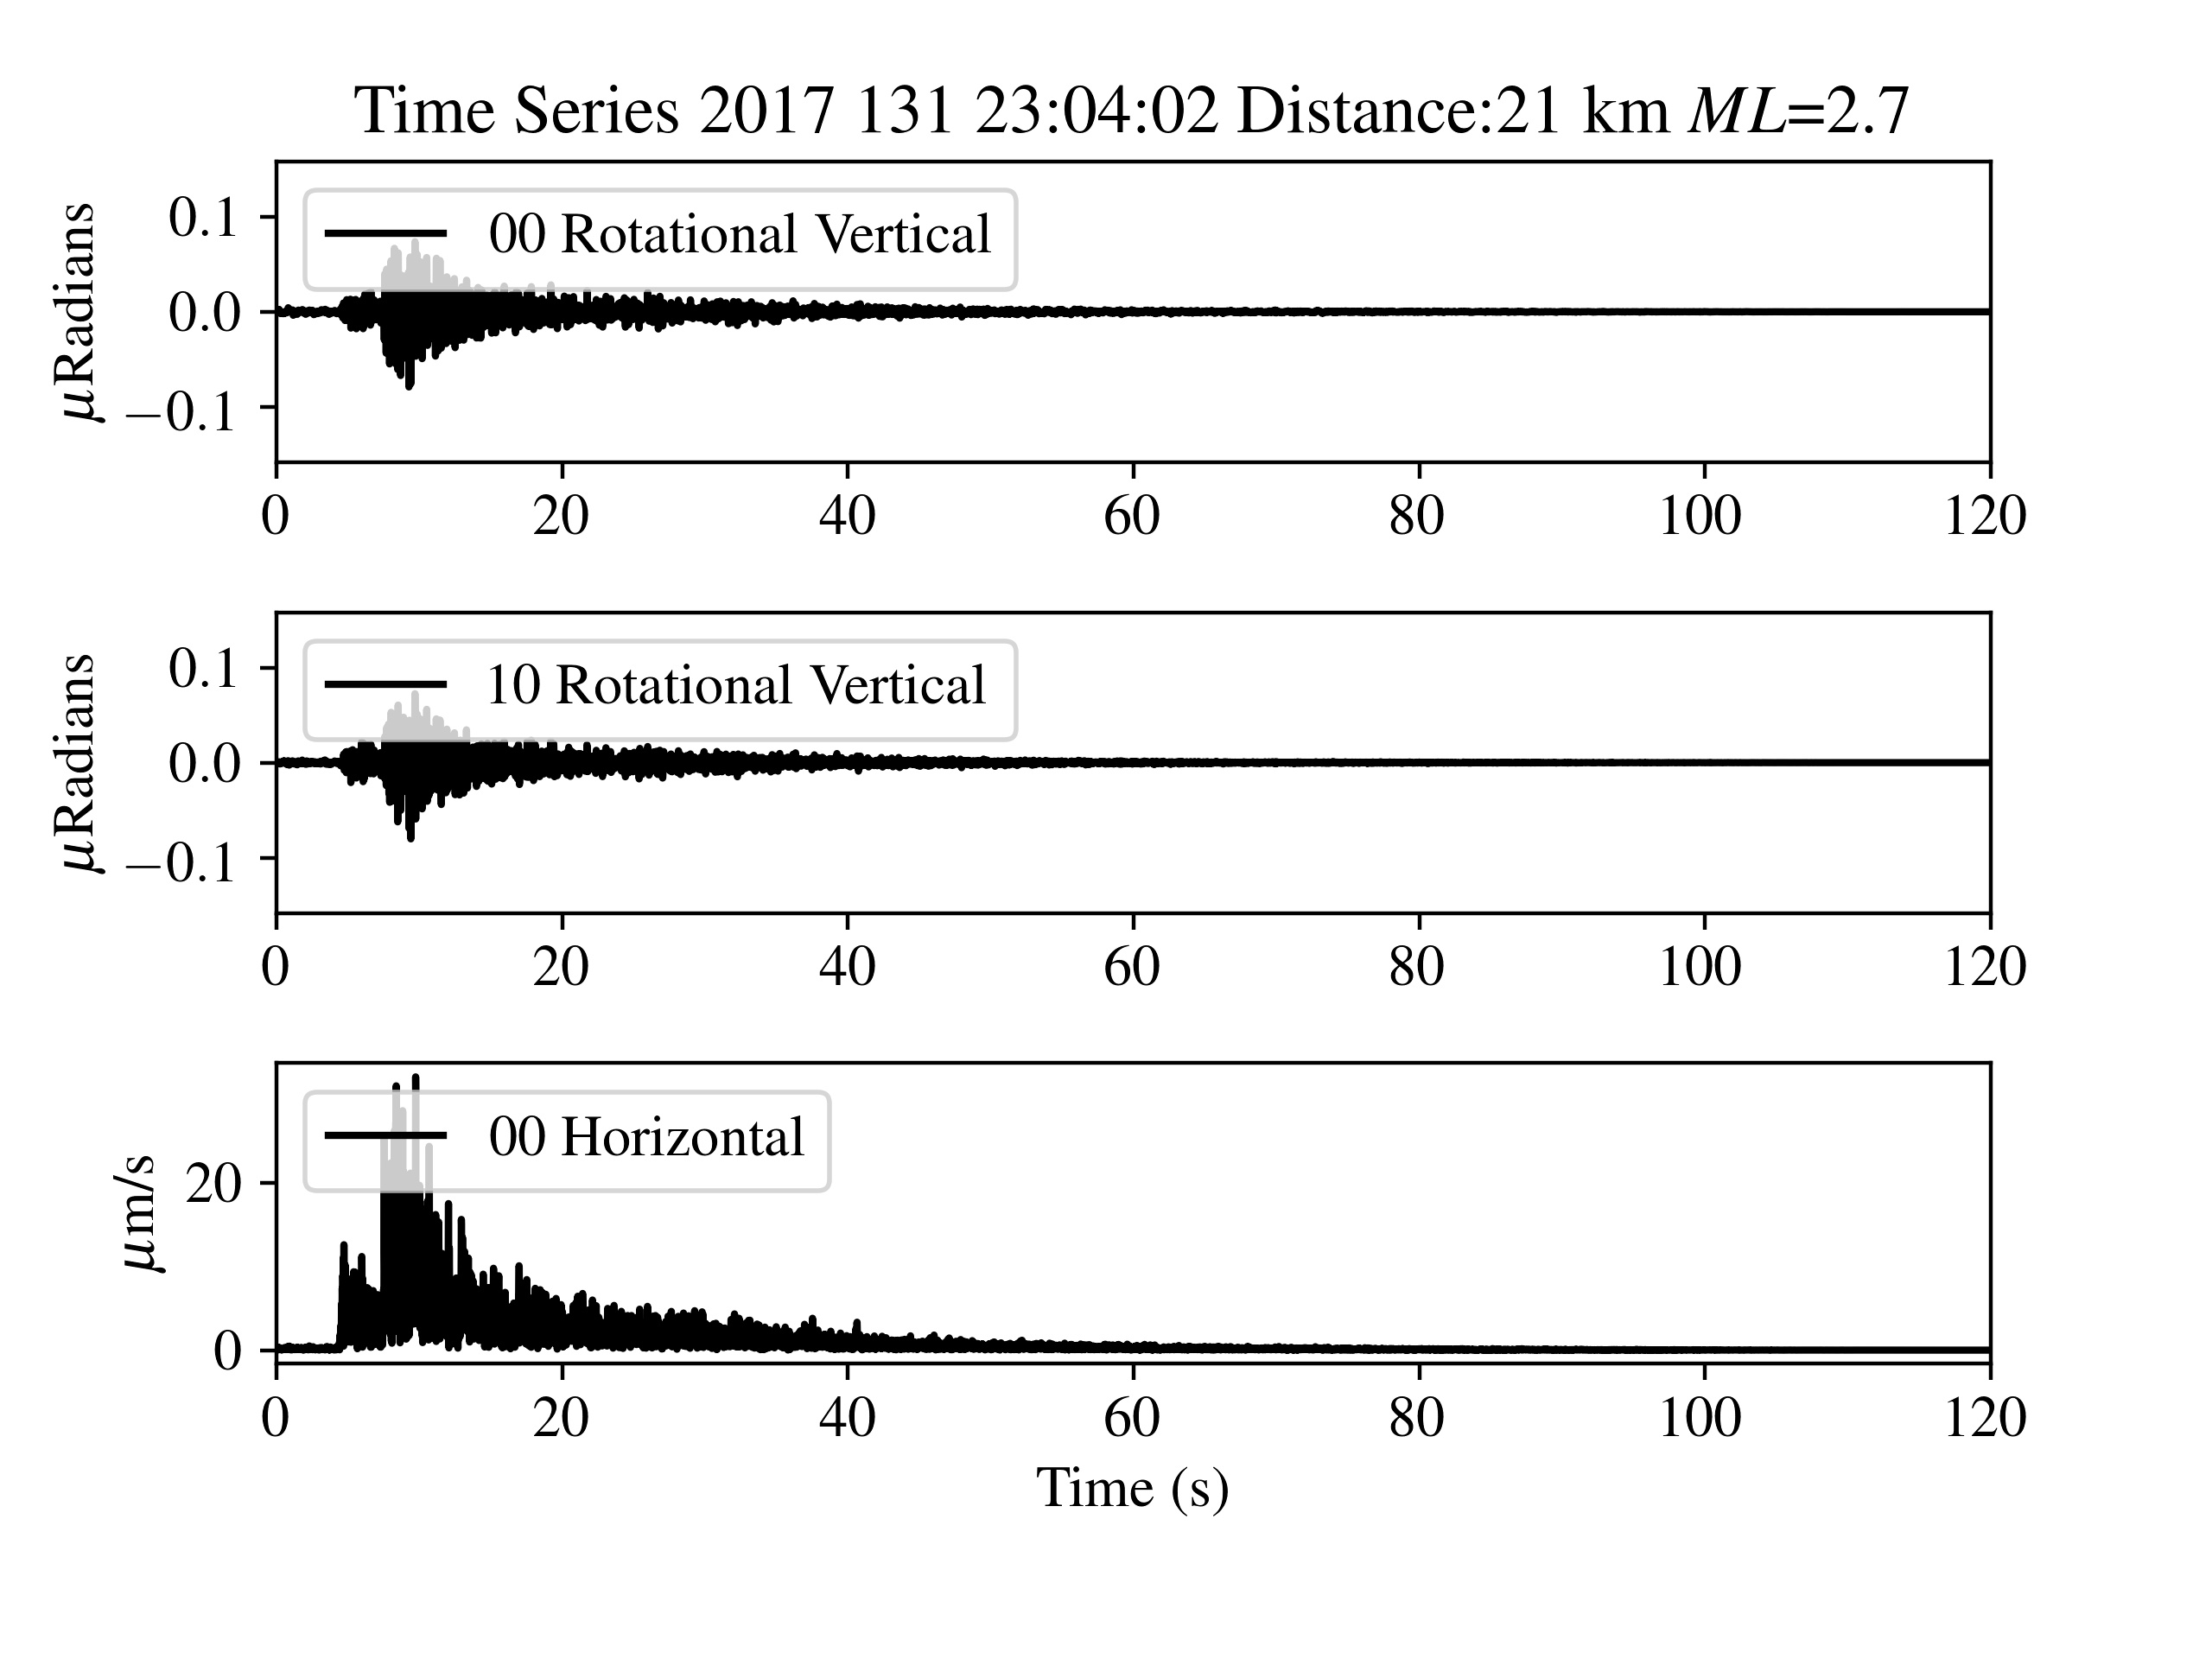 Time Series 2017 131 23:04:02 Distance:21 km ML=2.7
00 Rotational Vertical
μRadians
0.1
0.0
−0.1
0 20 40 60 80 100 120
10 Rotational Vertical
μRadians
0.1
0.0
−0.1
0 20 40 60 80 100 120
00 Horizontal
μm/s
20
0
0 20 40 60 80 100 120
Time (s)